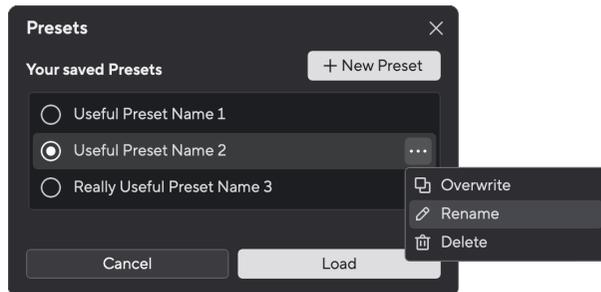 Presets
Your saved Presets
+ New Preset
Useful Preset Name 1
Useful Preset Name 2
Really Useful Preset Name 3
Overwrite
Rename
Delete
Cancel
Load